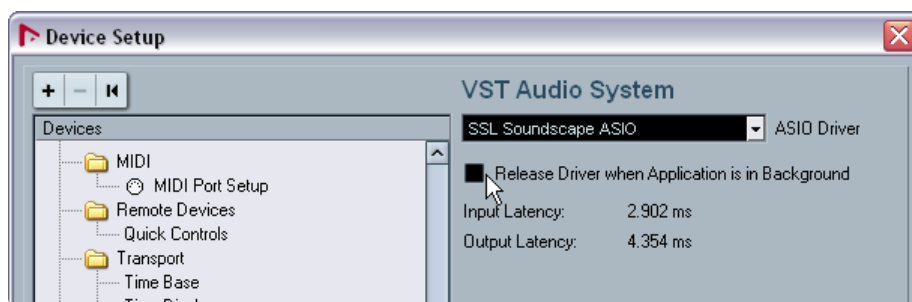 Device Setup
VST Audio System
Devices
SSL Soundscape ASIO ASIO Driver
MIDI
Release Driver when Application is in Background
MIDI Port Setup
Remote Devices
Input Latency: 2.902 ms
Quick Controls
Output Latency: 4.354 ms
Transport
Time Base